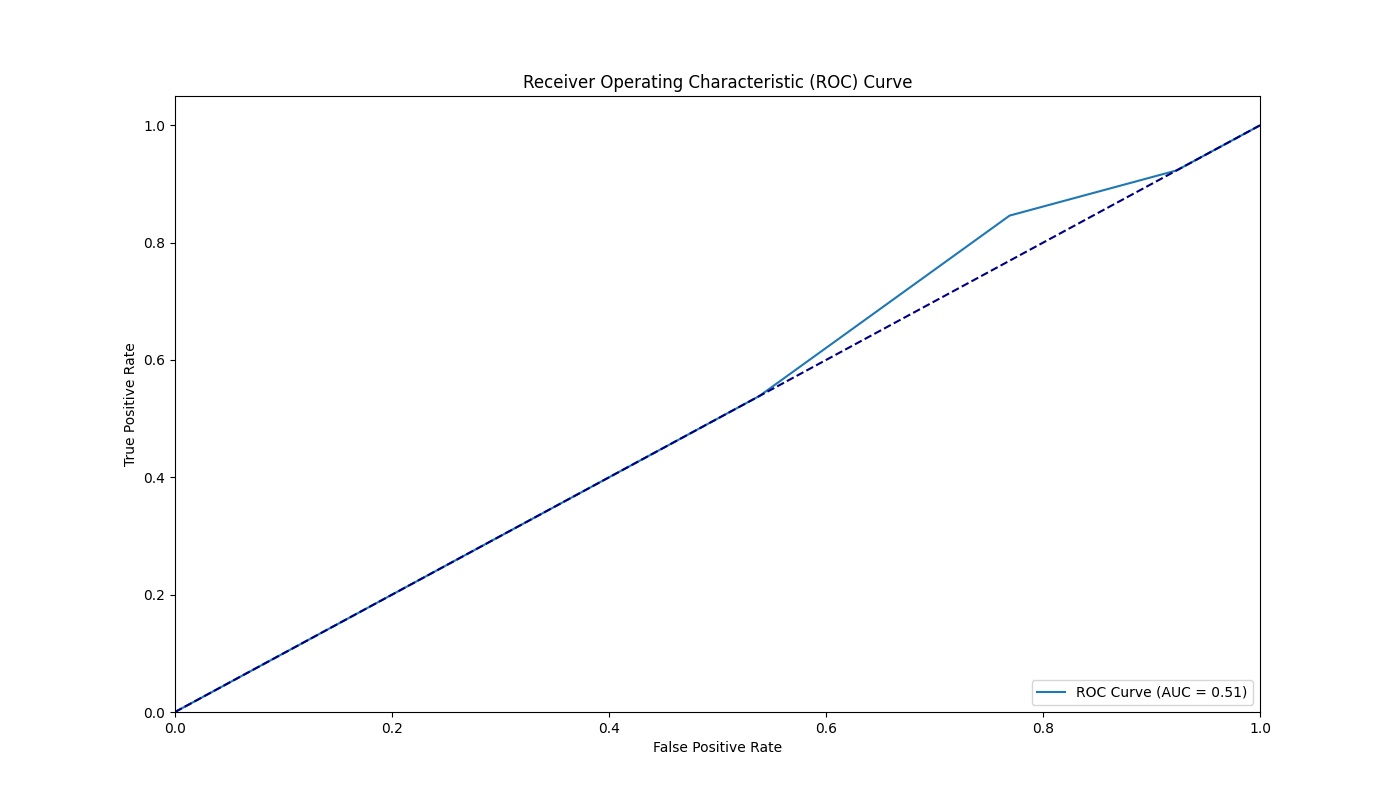 Receiver Operating Characteristic (ROC) Curve
1.0
0.8
0.6
0.4
0.2
0.0
True Positive Rate
ROC Curve (AUC = 0.51)
0.0 0.2 0.4 0.6 0.8 1.0
False Positive Rate